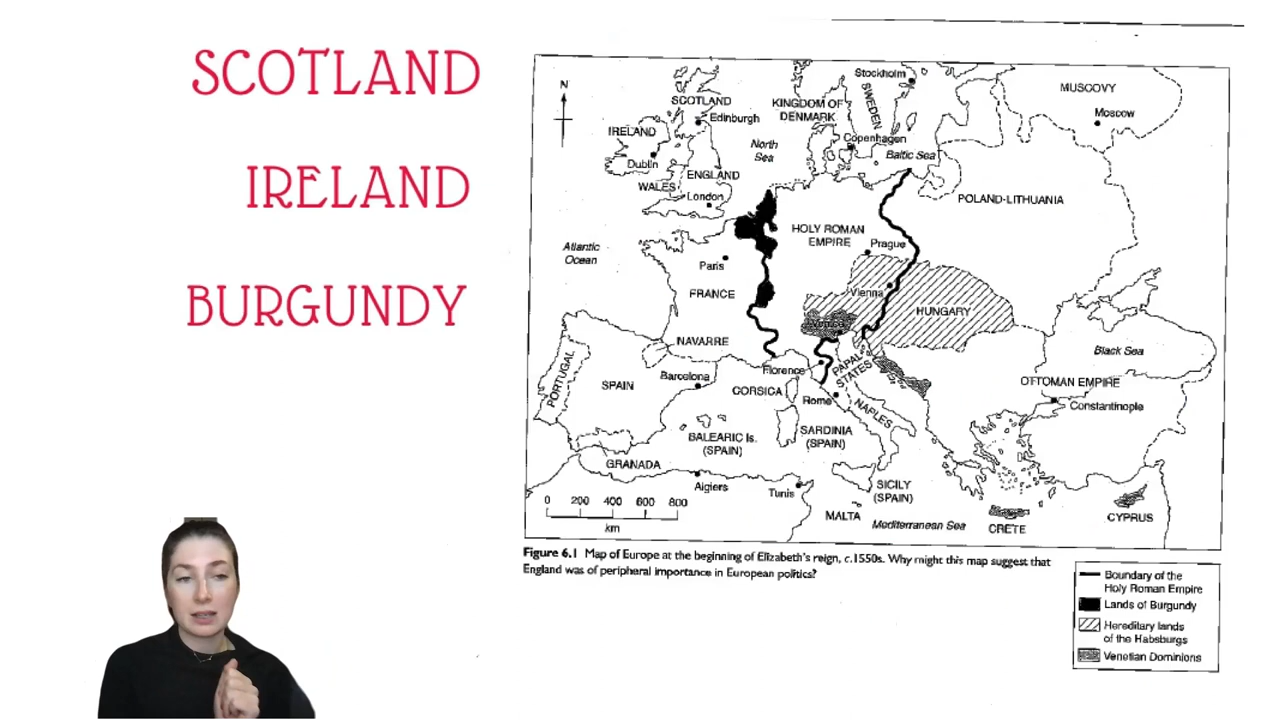 SCOTLAND
IRELAND
BURGUNDY
N
SCOTLAND
Edinburgh
IRELAND
Dublin
WALES
ENGLAND
London
North
Sea
KINGDOM OF
DENMARK
Stockholm
SWEDEN
Copenhagen
Baltic Sea
MUSCOVY
Moscow
POLAND-LITHUANIA
HOLY ROMAN
EMPIRE
Prague
Atlantic
Ocean
Paris
FRANCE
Vienna
HUNGARY
Venice
NAVARRE
PORTUGAL
SPAIN
Barcelona
CORSICA
Florence
PAPAL
STATES
Rome
NAPLES
Black Sea
OTTOMAN EMPIRE
Constantinople
BALEARIC Is.
(SPAIN)
SARDINIA
(SPAIN)
GRANADA
Algiers
Tunis
SICILY
(SPAIN)
MALTA
Mediterranean Sea
CRETE
CYPRUS
0 200 400 600 800
km
Figure 6.1 Map of Europe at the beginning of Elizabeth's reign, c.1550s. Why might this map suggest that
England was of peripheral importance in European politics?
Boundary of the
Holy Roman Empire
Lands of Burgundy
Hereditary lands
of the Habsburgs
Venetian Dominions